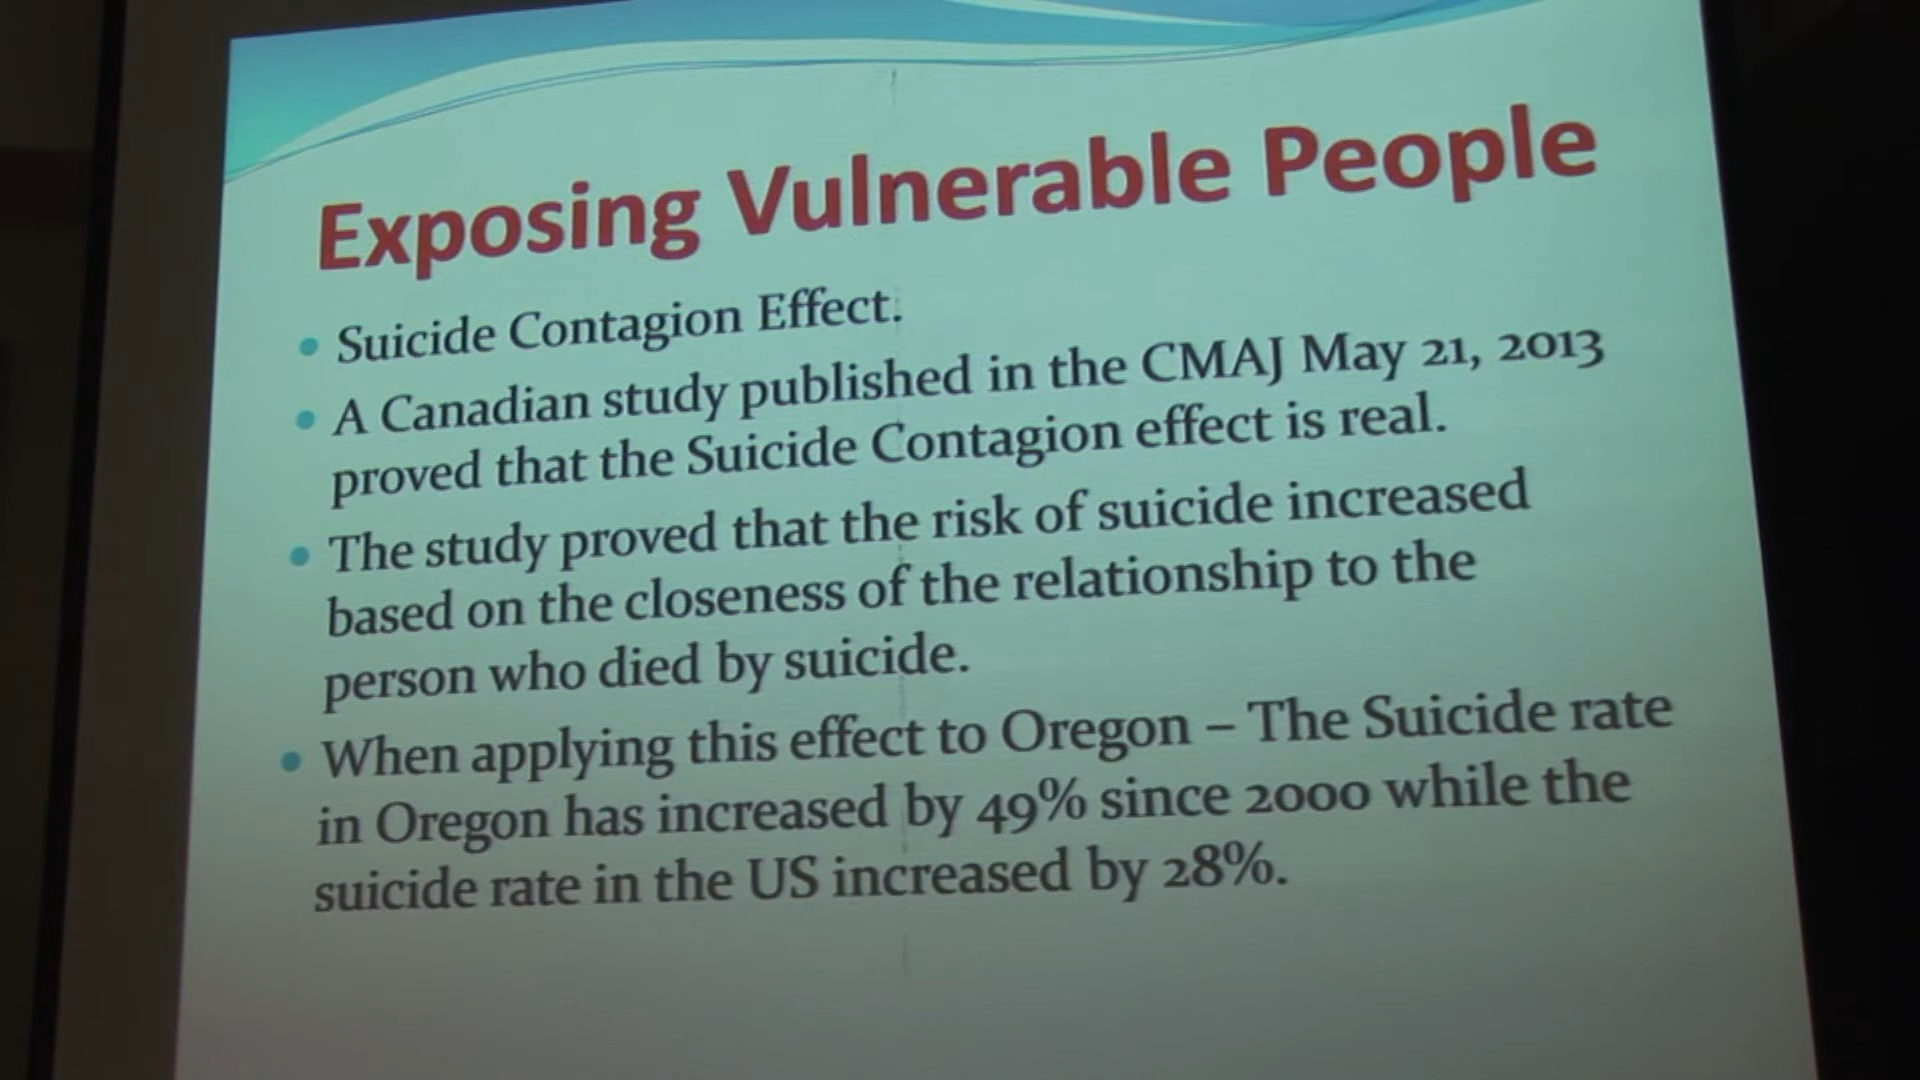 Exposing Vulnerable People
• Suicide Contagion Effect.
• A Canadian study published in the CMAJ May 21, 2013
proved that the Suicide Contagion effect is real.
• The study proved that the risk of suicide increased
based on the closeness of the relationship to the
person who died by suicide.
• When applying this effect to Oregon – The Suicide rate
in Oregon has increased by 49% since 2000 while the
suicide rate in the US increased by 28%.